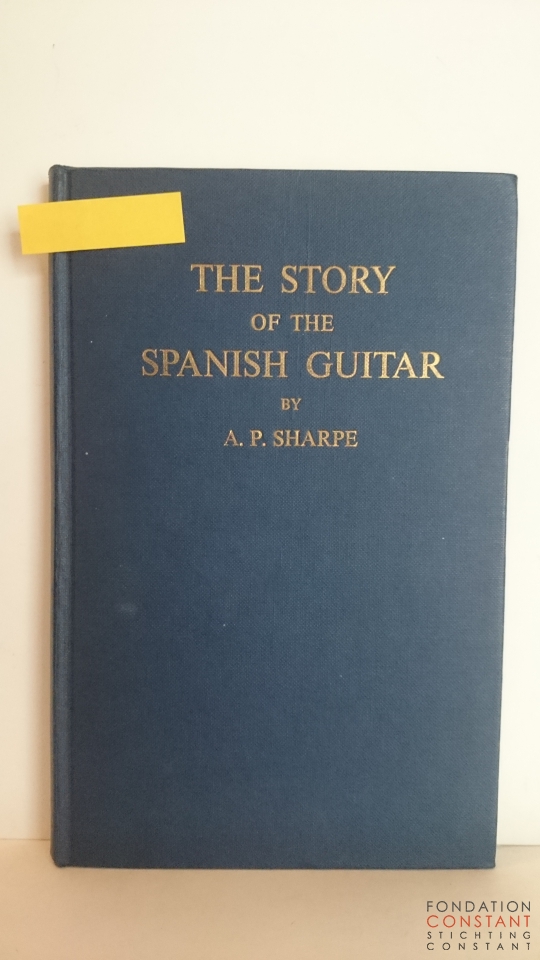 THE STORY
OF THE
SPANISH GUITAR
BY
A. P. SHARPE
FONDATION
CONSTANT
STICHTING
CONSTANT